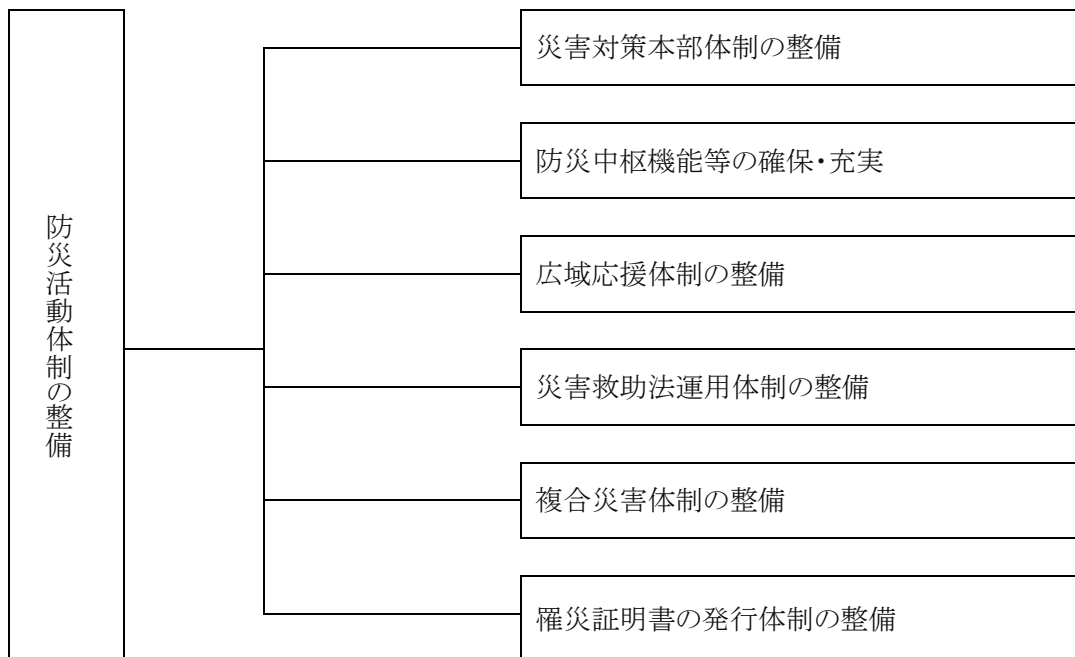 防災活動体制の整備
災害対策本部体制の整備
防災中枢機能等の確保・充実
広域応援体制の整備
災害救助法運用体制の整備
複合災害体制の整備
罹災証明書の発行体制の整備